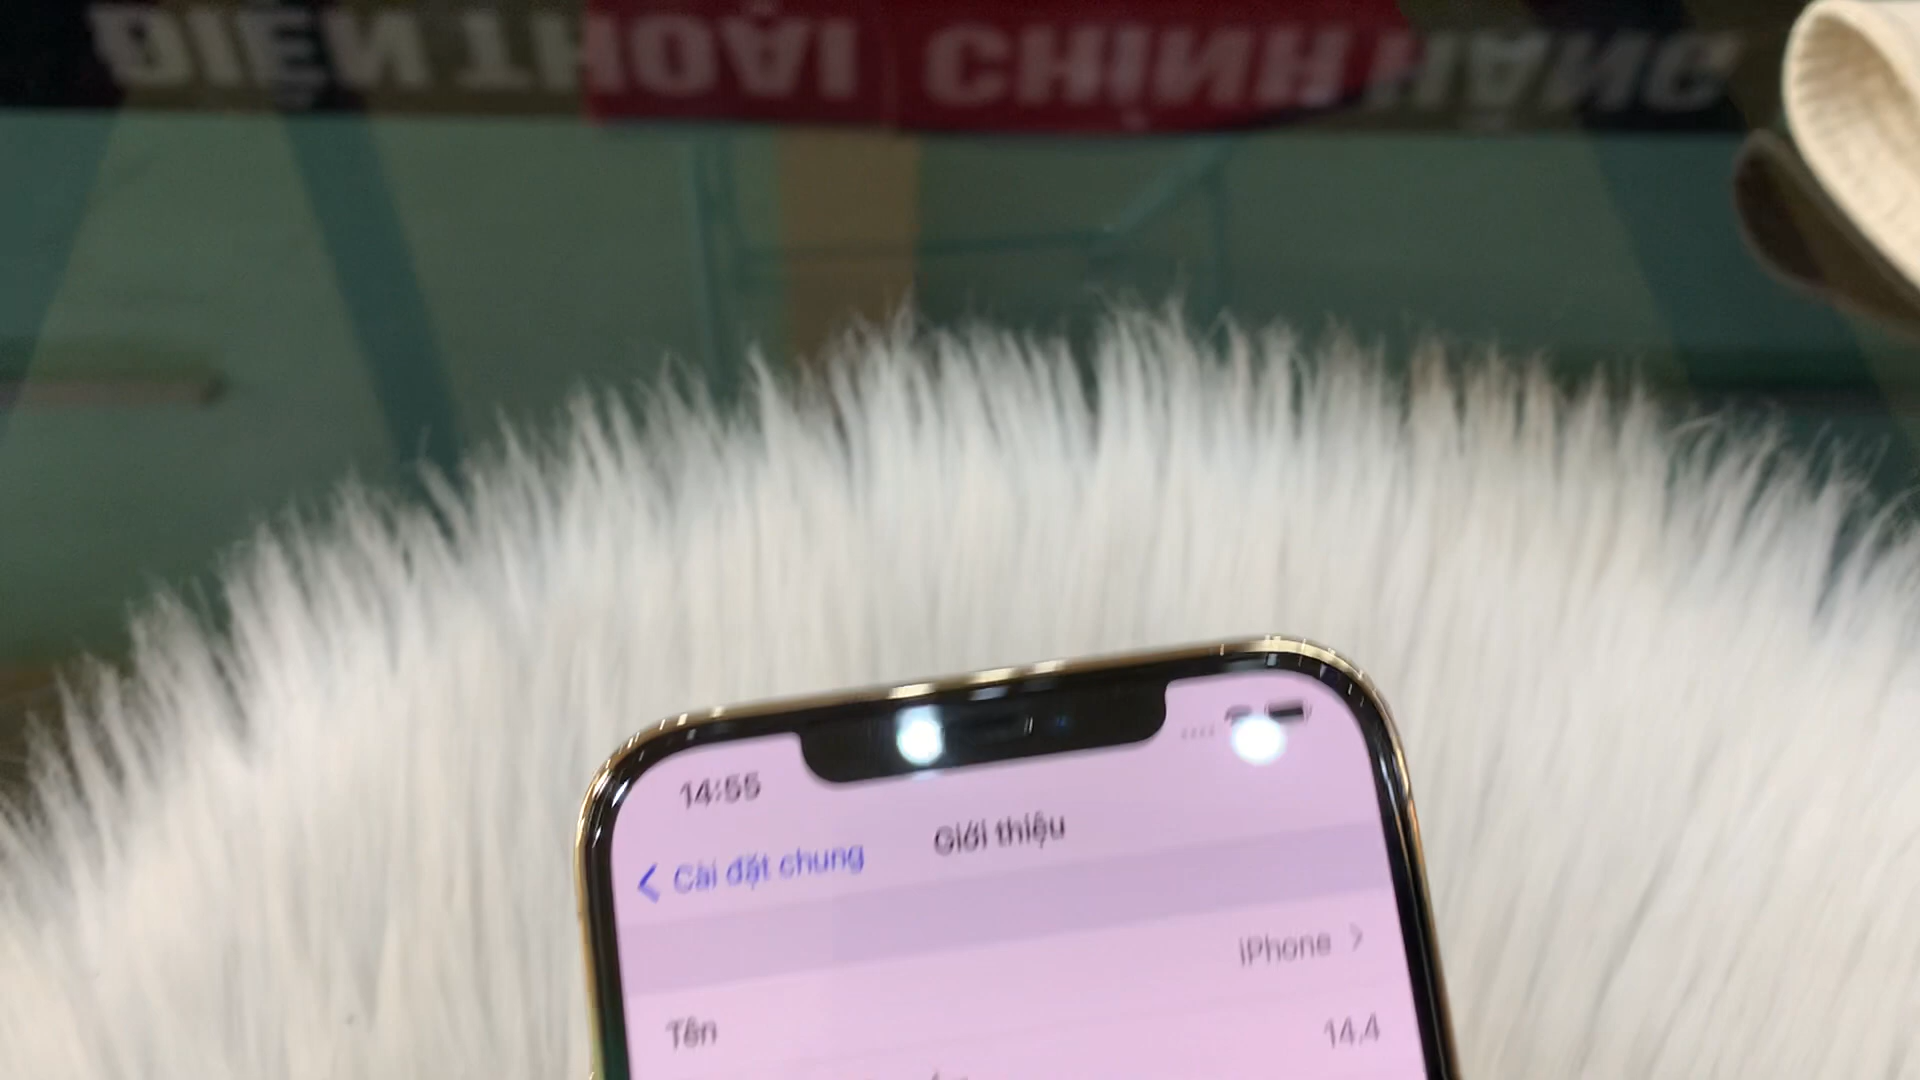 ĐIỆN THOẠI CHÍNH HÃNG
14:55
Cài đặt chung
Giới thiệu
iPhone
Tên
14.4